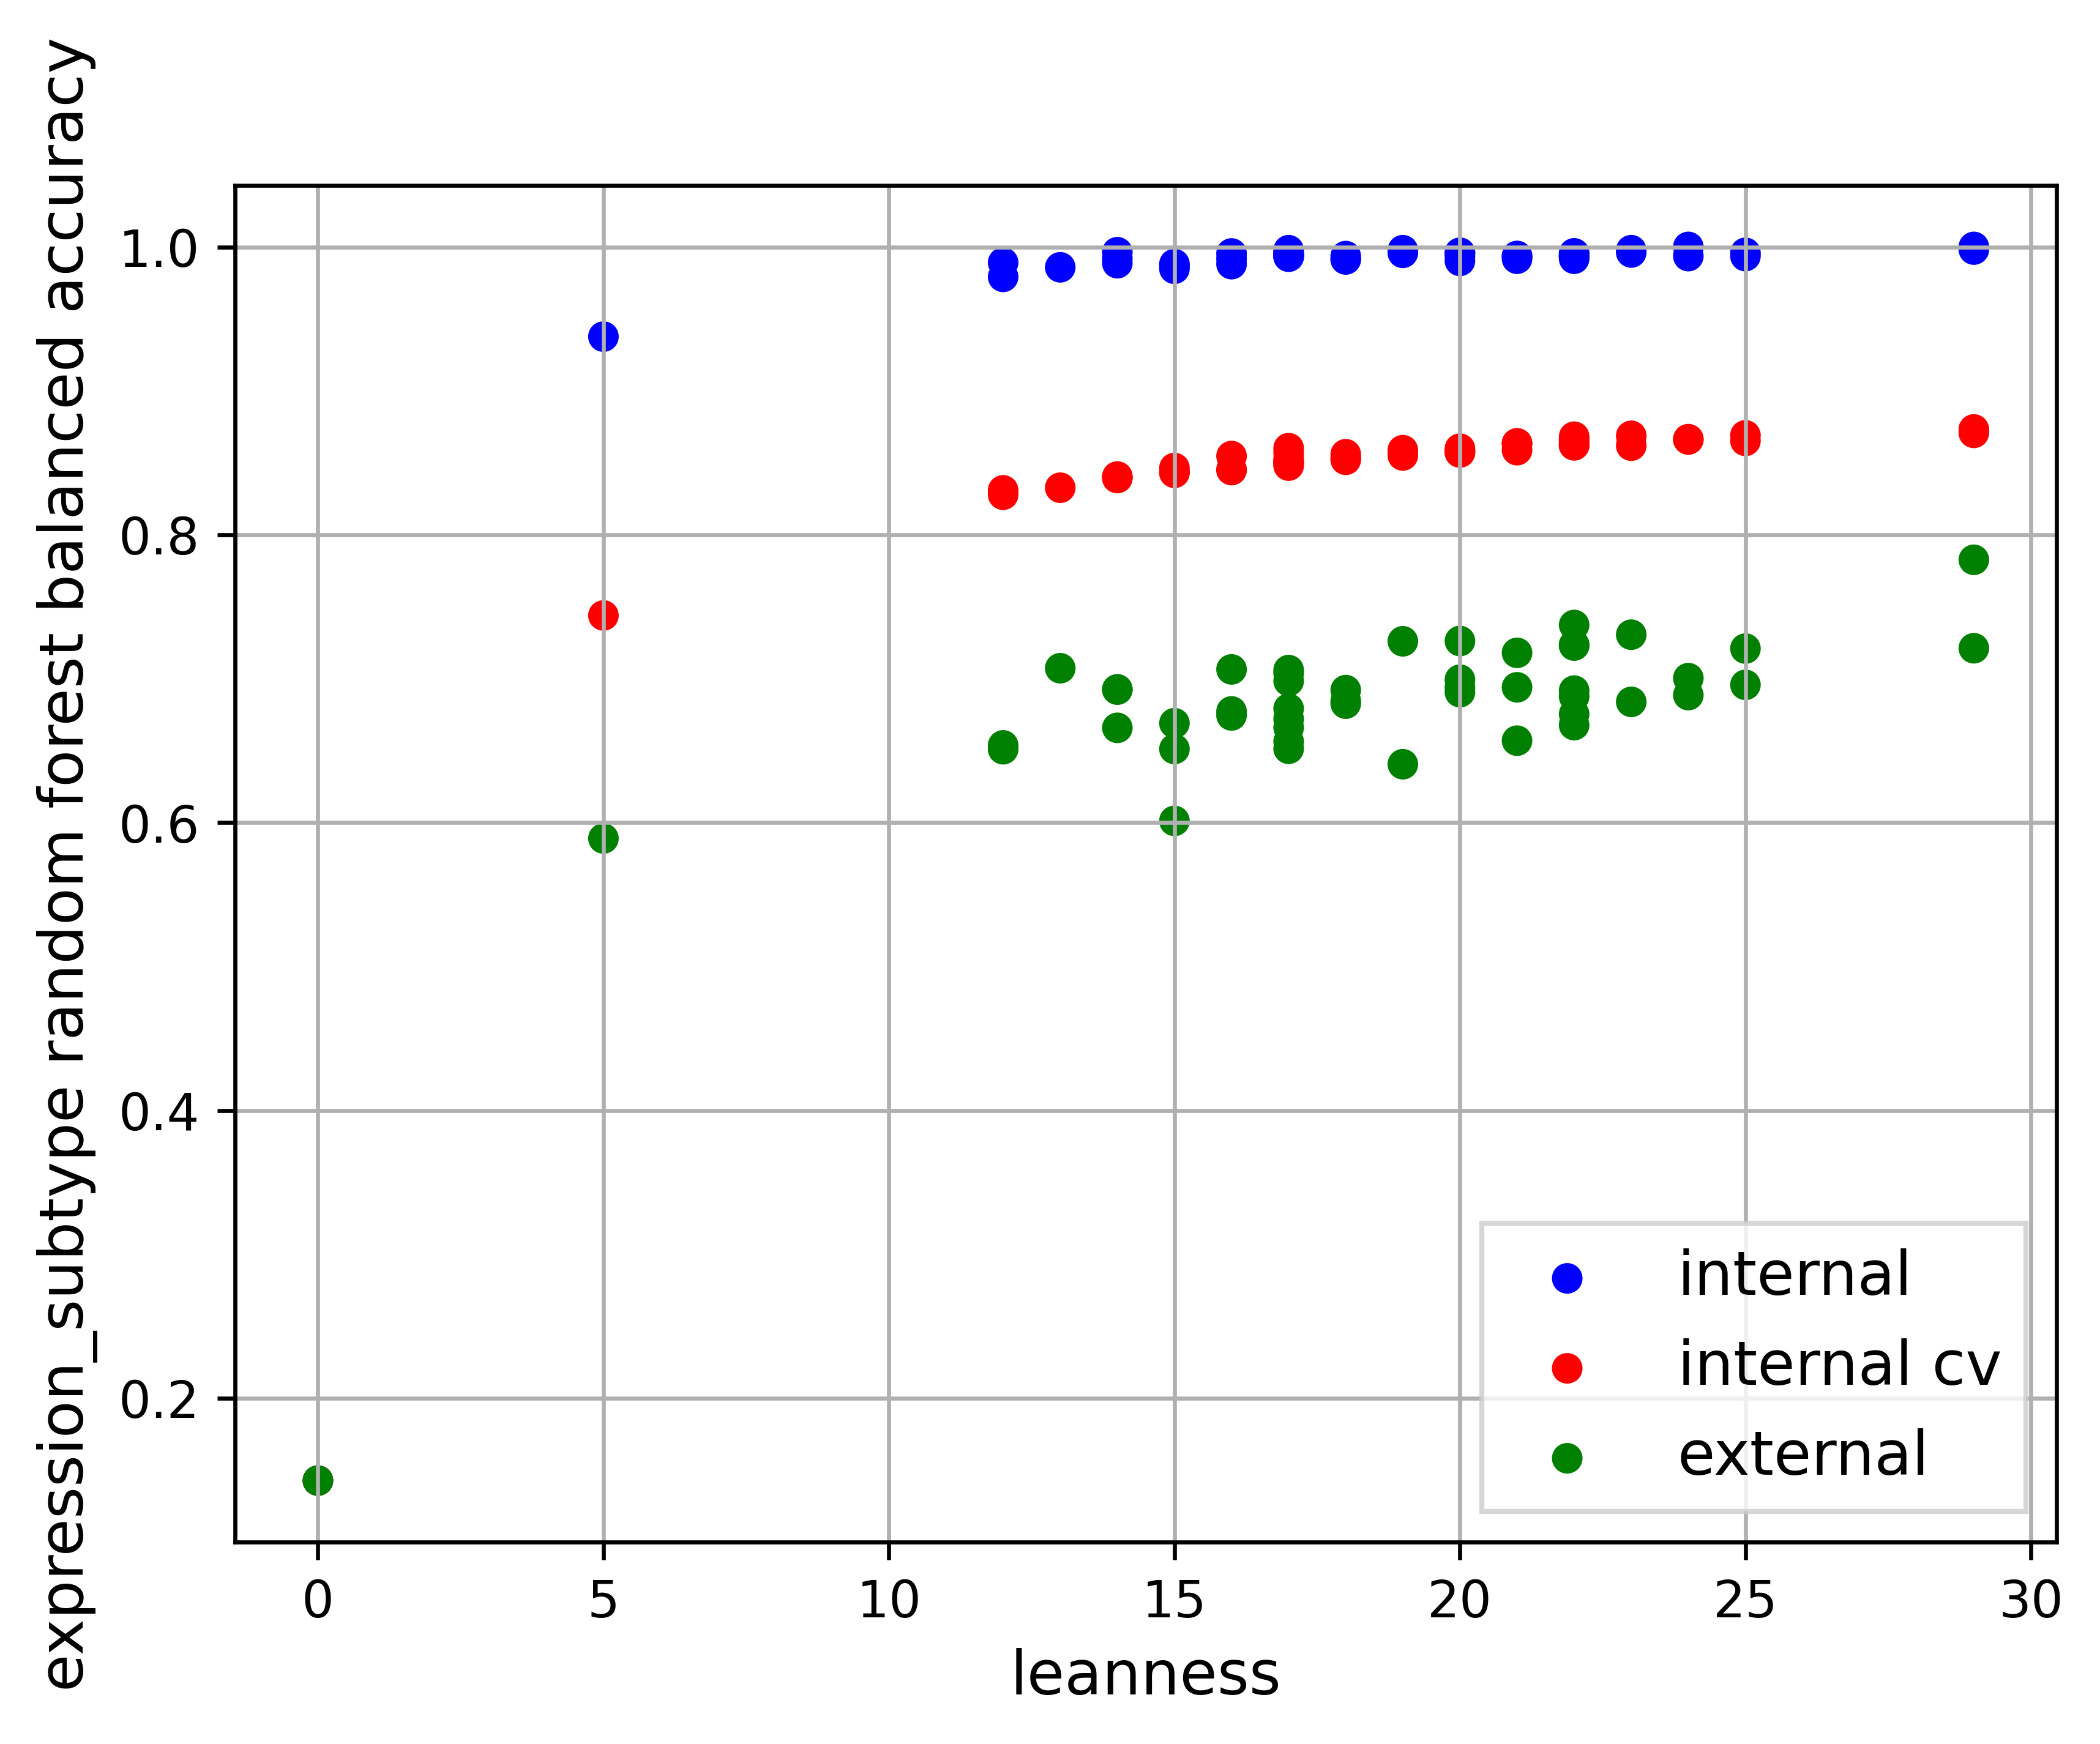 expression_subtype random forest balanced accuracy
1.0
0.8
0.6
0.4
0.2
0 5 10 15 20 25 30
leanness
internal
internal cv
external